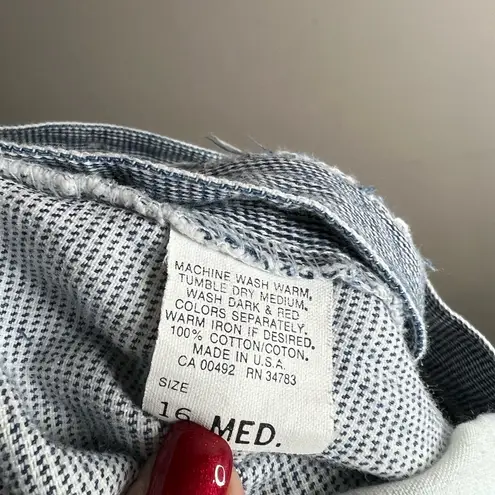 MACHINE WASH WARM,
TUMBLE DRY MEDIUM.
WASH DARK & RED
COLORS SEPARATELY.
WARM IRON IF DESIRED.
100% COTTON/COTON.
MADE IN U.S.A.
CA 00492 RN 34783
SIZE
16 MED.